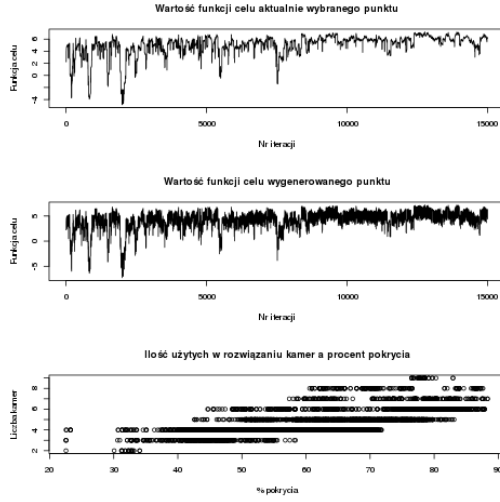 Wartość funkcji celu aktualnie wybranego punktu
Funkcja celu
6
4
2
0
-4
0 5000 10000 15000
Nr iteracji
Wartość funkcji celu wygenerowanego punktu
Funkcja celu
5
0
-5
0 5000 10000 15000
Nr iteracji
Ilość użytych w rozwiązaniu kamer a procent pokrycia
Liczba kamer
8
6
4
2
20 30 40 50 60 70 80 90
% pokrycia